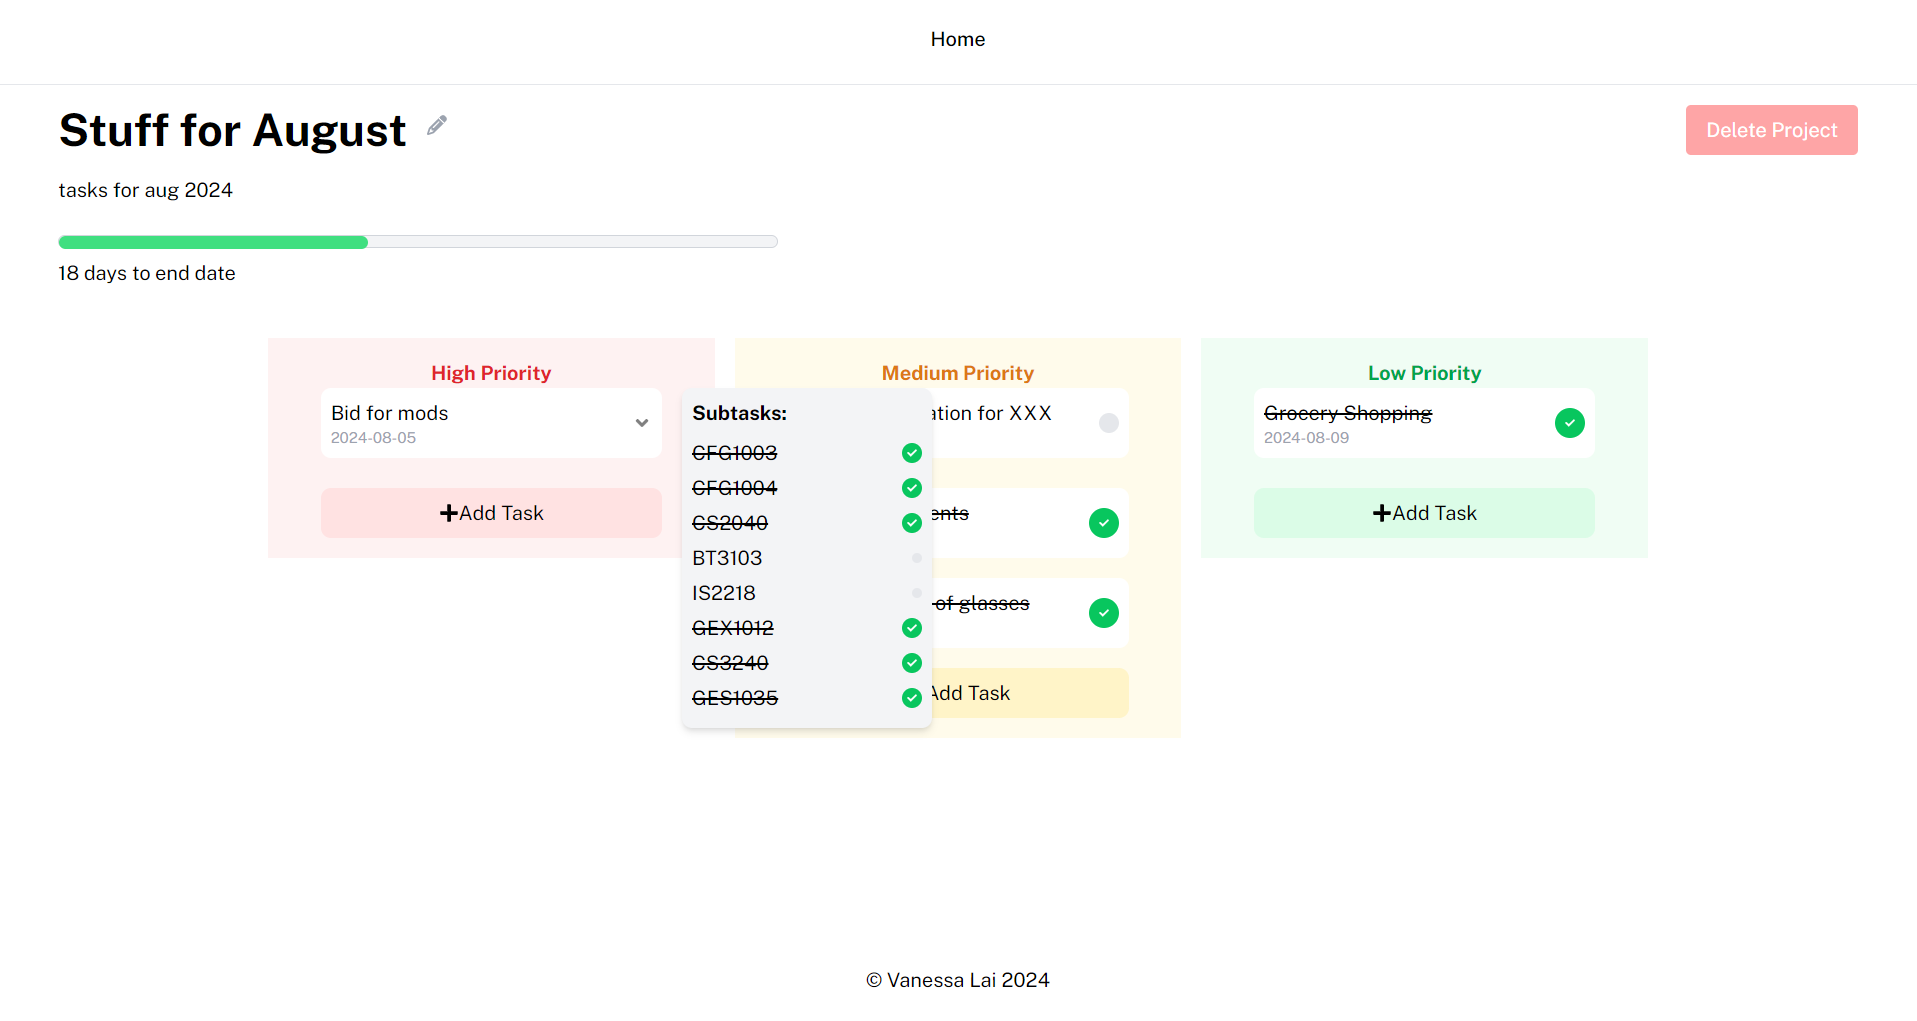 Home
Stuff for August
Delete Project
tasks for aug 2024
18 days to end date
High Priority
Bid for mods
2024-08-05
Add Task
Subtasks:
CFG1003
CFG1004
CS2040
BT3103
IS2218
GEX1012
CS3240
GES1035
Medium Priority
for XXX
of glasses
Add Task
Low Priority
Grocery Shopping
2024-08-09
Add Task
© Vanessa Lai 2024